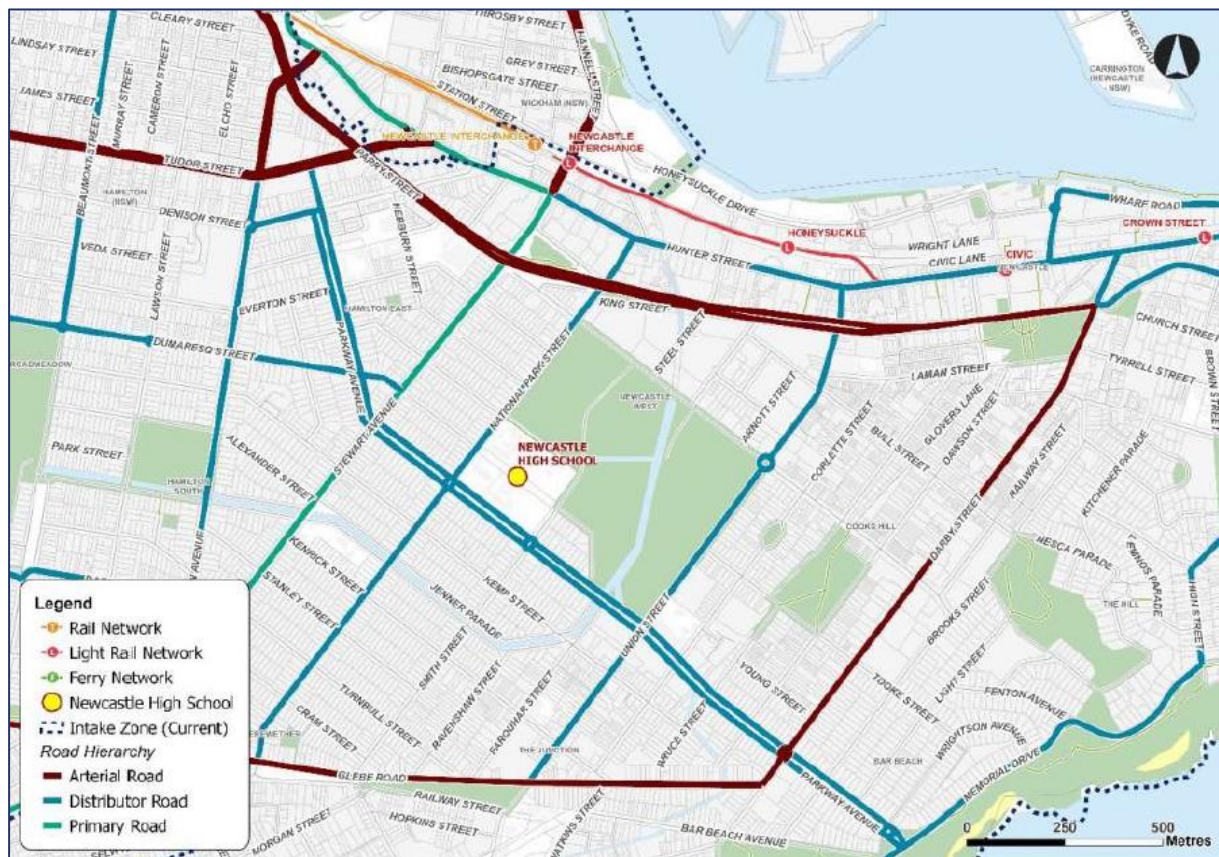 CLEARY STREET
THROSBY STREET
DYKE ROAD
LINDSAY STREET
HANNELL STREET
GREY STREET
BISHOPSGATE STREET
STATION STREET
WICKHAM (NSW)
CARRINGTON
(NEWCASTLE
- NSW)
JAMES STREET
MURRAY STREET
CAMERON STREET
ELCHO STREET
BEAUMONT STREET
NEWCASTLE INTERCHANGE
T
NEWCASTLE
INTERCHANGE
L
TUDOR STREET
PARRY STREET
HONEYSUCKLE DRIVE
HAMILTON
(NSW)
DENISON STREET
HEBBURN STREET
WHARF ROAD
CROWN STREET
L
HONEYSUCKLE
L
WRIGHT LANE
CIVIC LANE
CIVIC
VEDA STREET
LAWSON STREET
HUNTER STREET
EVERTON STREET
HAMILTON EAST
KING STREET
CHURCH STREET
DUMARESQ STREET
PARKWAY AVENUE
NATIONAL PARK STREET
STEEL STREET
LAMAN STREET
TYRRELL STREET
BROWN STREET
NEWCASTLE
WEST
ARNOTT STREET
GLOVERS LANE
DAWSON STREET
BULL STREET
CORLETTE STREET
RAILWAY STREET
KITCHENER PARADE
STEWART AVENUE
NEWCASTLE
HIGH SCHOOL
PARK STREET
ALEXANDER STREET
HAMILTON
SOUTH
COOKS HILL
DARBY STREET
NESCA PARADE
KENRICK STREET
STANLEY STREET
JENNER PARADE
KEMP STREET
THE HILL
HIGH STREET
BROOKS STREET
SMITH STREET
UNION STREET
YOUNG STREET
LIGHT STREET
TOOKE STREET
FENTON AVENUE
TURNBULL STREET
CRAM STREET
RAVENSHAW STREET
FARQUHAR STREET
BRUCE STREET
WRIGHTSON AVENUE
THE JUNCTION
BAR BEACH
MEMORIAL DRIVE
GLEBE ROAD
RAILWAY STREET
HOPKINS STREET
MORGAN STREET
PARKWAY AVENUE
BAR BEACH AVENUE
Legend
T Rail Network
L Light Rail Network
F Ferry Network
Newcastle High School
Intake Zone (Current)
Road Hierarchy
Arterial Road
Distributor Road
Primary Road
0 250 500
Metres